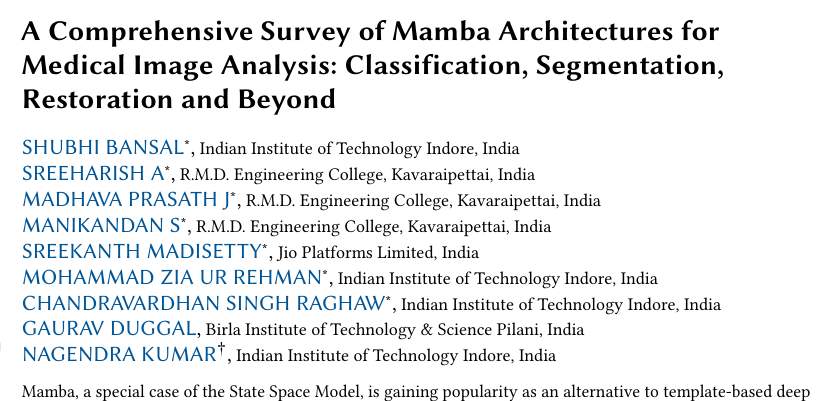 A Comprehensive Survey of Mamba Architectures for
Medical Image Analysis: Classification, Segmentation,
Restoration and Beyond
SHUBHI BANSAL*, Indian Institute of Technology Indore, India
SREEHARISH A*, R.M.D. Engineering College, Kavaraipettai, India
MADHAVA PRASATH J*, R.M.D. Engineering College, Kavaraipettai, India
MANIKANDAN S*, R.M.D. Engineering College, Kavaraipettai, India
SREEKANTH MADISETTY*, Jio Platforms Limited, India
MOHAMMAD ZIA UR REHMAN*, Indian Institute of Technology Indore, India
CHANDRAVARDHAN SINGH RAGHAW*, Indian Institute of Technology Indore, India
GAURAV DUGGAL, Birla Institute of Technology & Science Pilani, India
NAGENDRA KUMAR†, Indian Institute of Technology Indore, India
Mamba, a special case of the State Space Model, is gaining popularity as an alternative to template-based deep